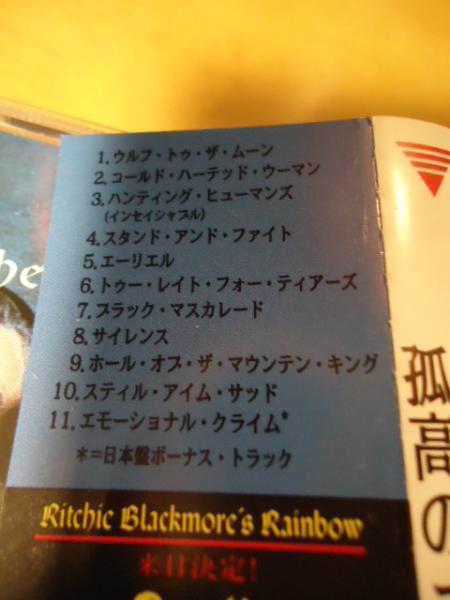 1.ウルフ・トゥ・ザ・ムーン
2.コールド・ハーテッド・ウーマン
3.ハンティング・ヒューマンズ
(インセイシャブル)
4.スタンド・アンド・ファイト
5.エーリエル
6.トゥー・レイト・フォー・ティアーズ
7.ブラック・マスカレード
8.サイレンス
9.ホール・オブ・ザ・マウンテン・キング
10.スティル・アイム・サッド
11.エモーショナル・クライム*
*=日本盤ボーナス・トラック
Ritchie Blackmore's Rainbow
来日決定!
he
孤高の